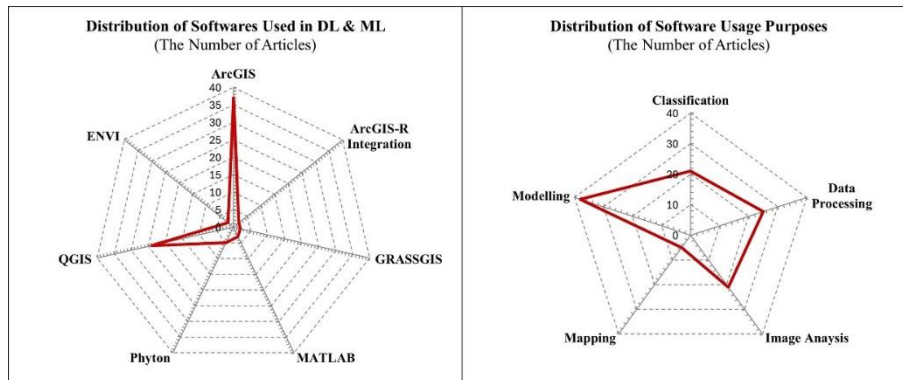 Distribution of Softwares Used in DL & ML
(The Number of Articles)
ArcGIS
40
35
30
25
20
15
10
5
0
ENVI
ArcGIS-R
Integration
QGIS
GRASSGIS
Phyton
MATLAB
Distribution of Software Usage Purposes
(The Number of Articles)
Classification
40
30
20
10
0
Modelling
Data
Processing
Mapping
Image Anaysis